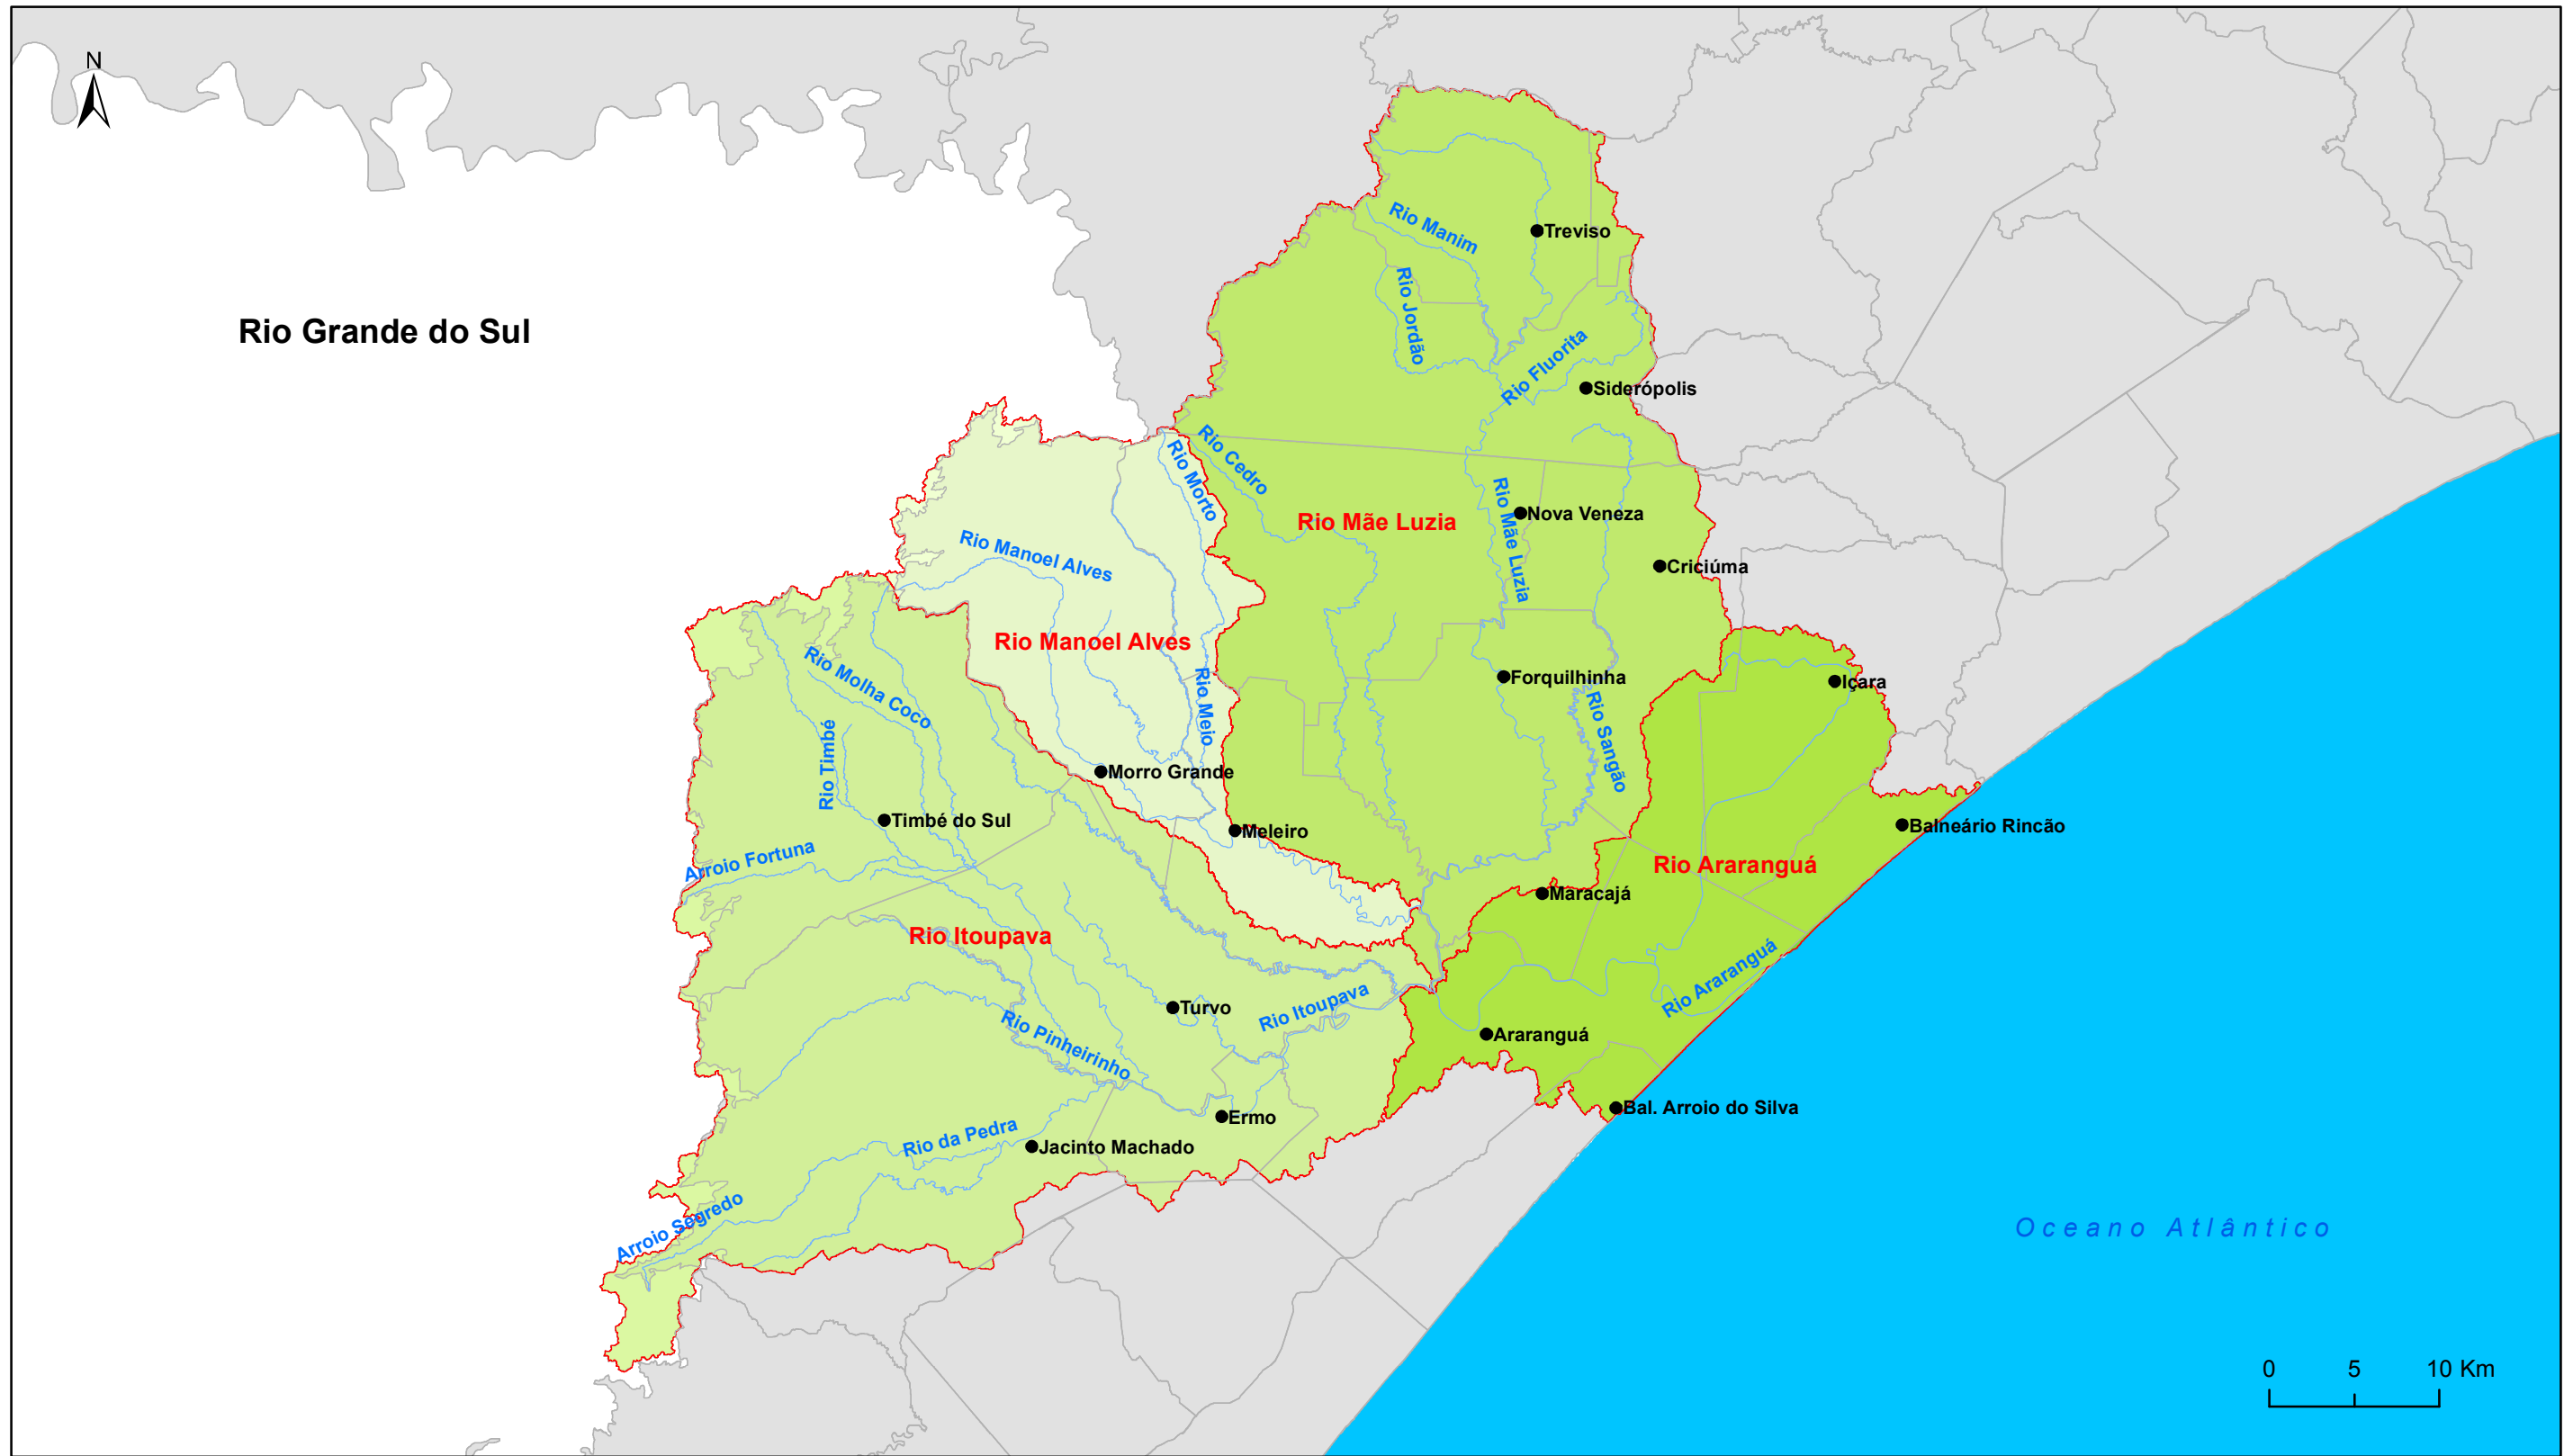 N
Rio Grande do Sul
Rio Manim
Treviso
Rio Jordão
Rio Fluorita
Siderópolis
Rio Cedro
Rio Morto
Rio Mãe Luzia
Rio Mãe Luzia
Nova Veneza
Rio Manoel Alves
Criciúma
Rio Manoel Alves
Rio Molha Coco
Rio Meio
Forquilhinha
Rio Sangão
Içara
Rio Timbé
Morro Grande
Timbé do Sul
Meleiro
Balneário Rincão
Arroio Fortuna
Rio Araranguá
Maracajá
Rio Itoupava
Rio Araranguá
Rio Itoupava
Turvo
Rio Pinheirinho
Araranguá
Ermo
Bal. Arroio do Silva
Rio da Pedra
Jacinto Machado
Arroio Segredo
Oceano Atlântico
0 5 10 Km